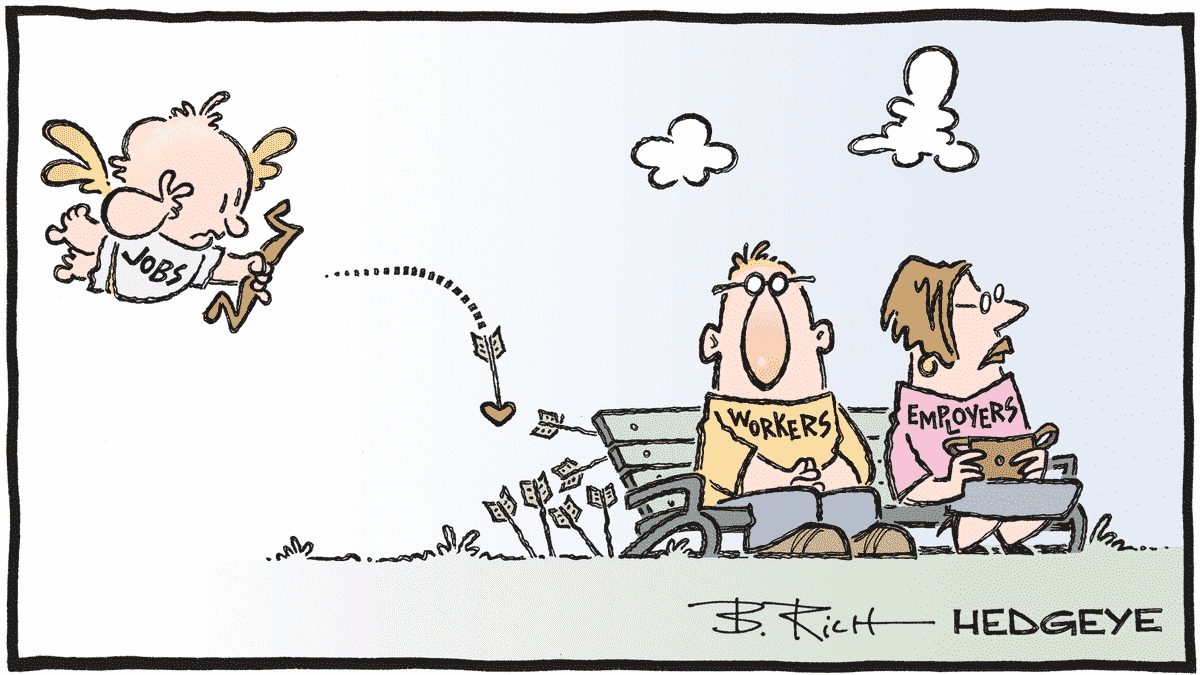 JOBS
WORKERS
EMPLOYERS
B. RICH
HEDGEYE